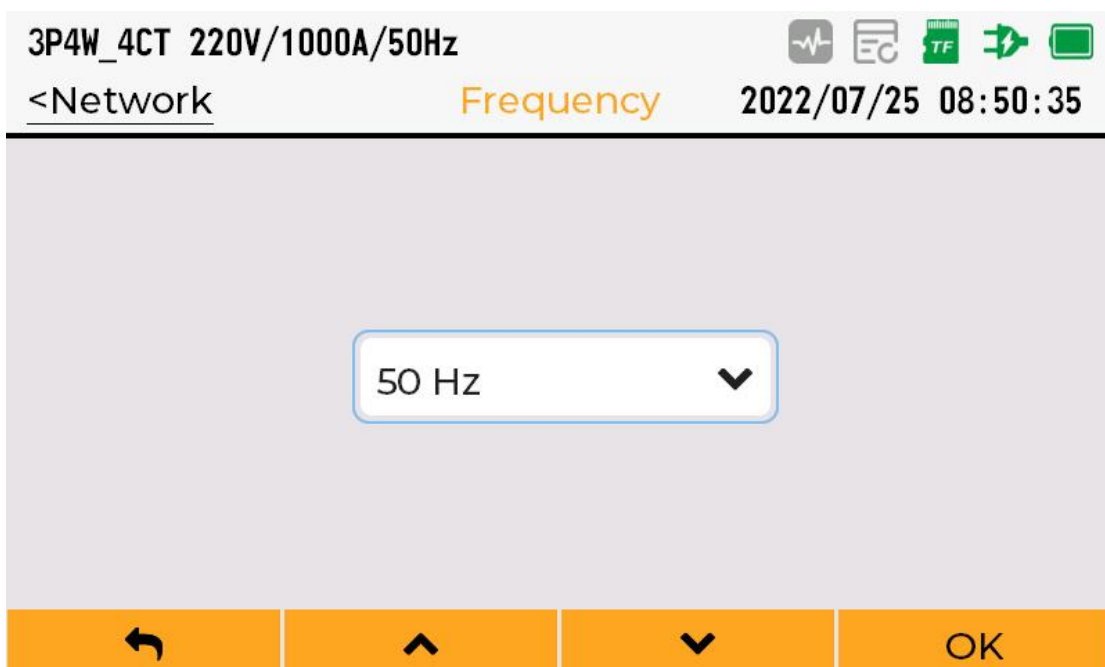 3P4W_4CT 220V/1000A/50Hz
TF
<Network
Frequency
2022/07/25 08:50:35
50 Hz
OK